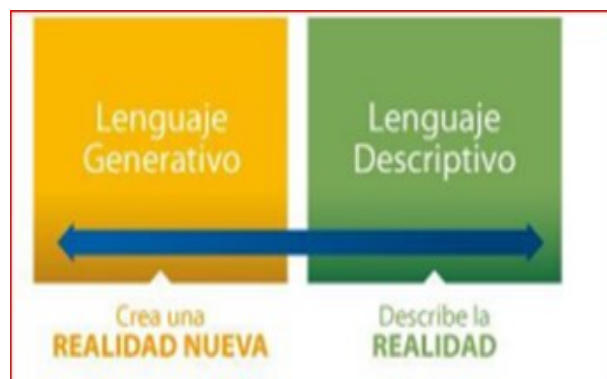 Lenguaje
Generativo
Lenguaje
Descriptivo
Crea una
REALIDAD NUEVA
Describe la
REALIDAD